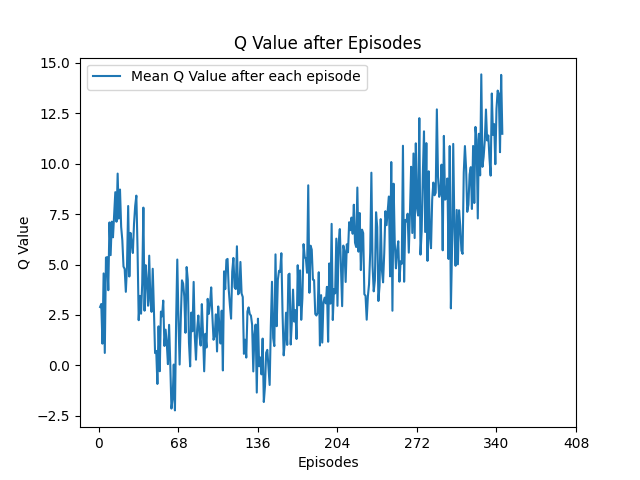 Q Value after Episodes
Mean Q Value after each episode
Q Value
15.0
12.5
10.0
7.5
5.0
2.5
0.0
−2.5
0 68 136 204 272 340 408
Episodes